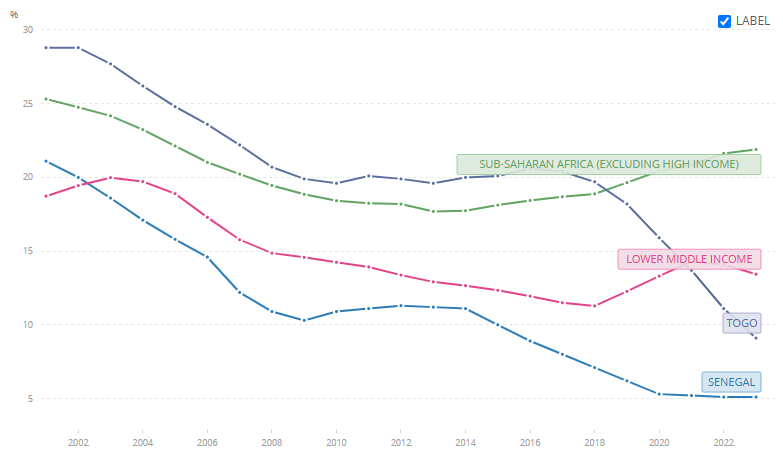 %
LABEL
30
25
SUB-SAHARAN AFRICA (EXCLUDING HIGH INCOME)
20
15
LOWER MIDDLE INCOME
10
TOGO
SENEGAL
5
2002 2004 2006 2008 2010 2012 2014 2016 2018 2020 2022